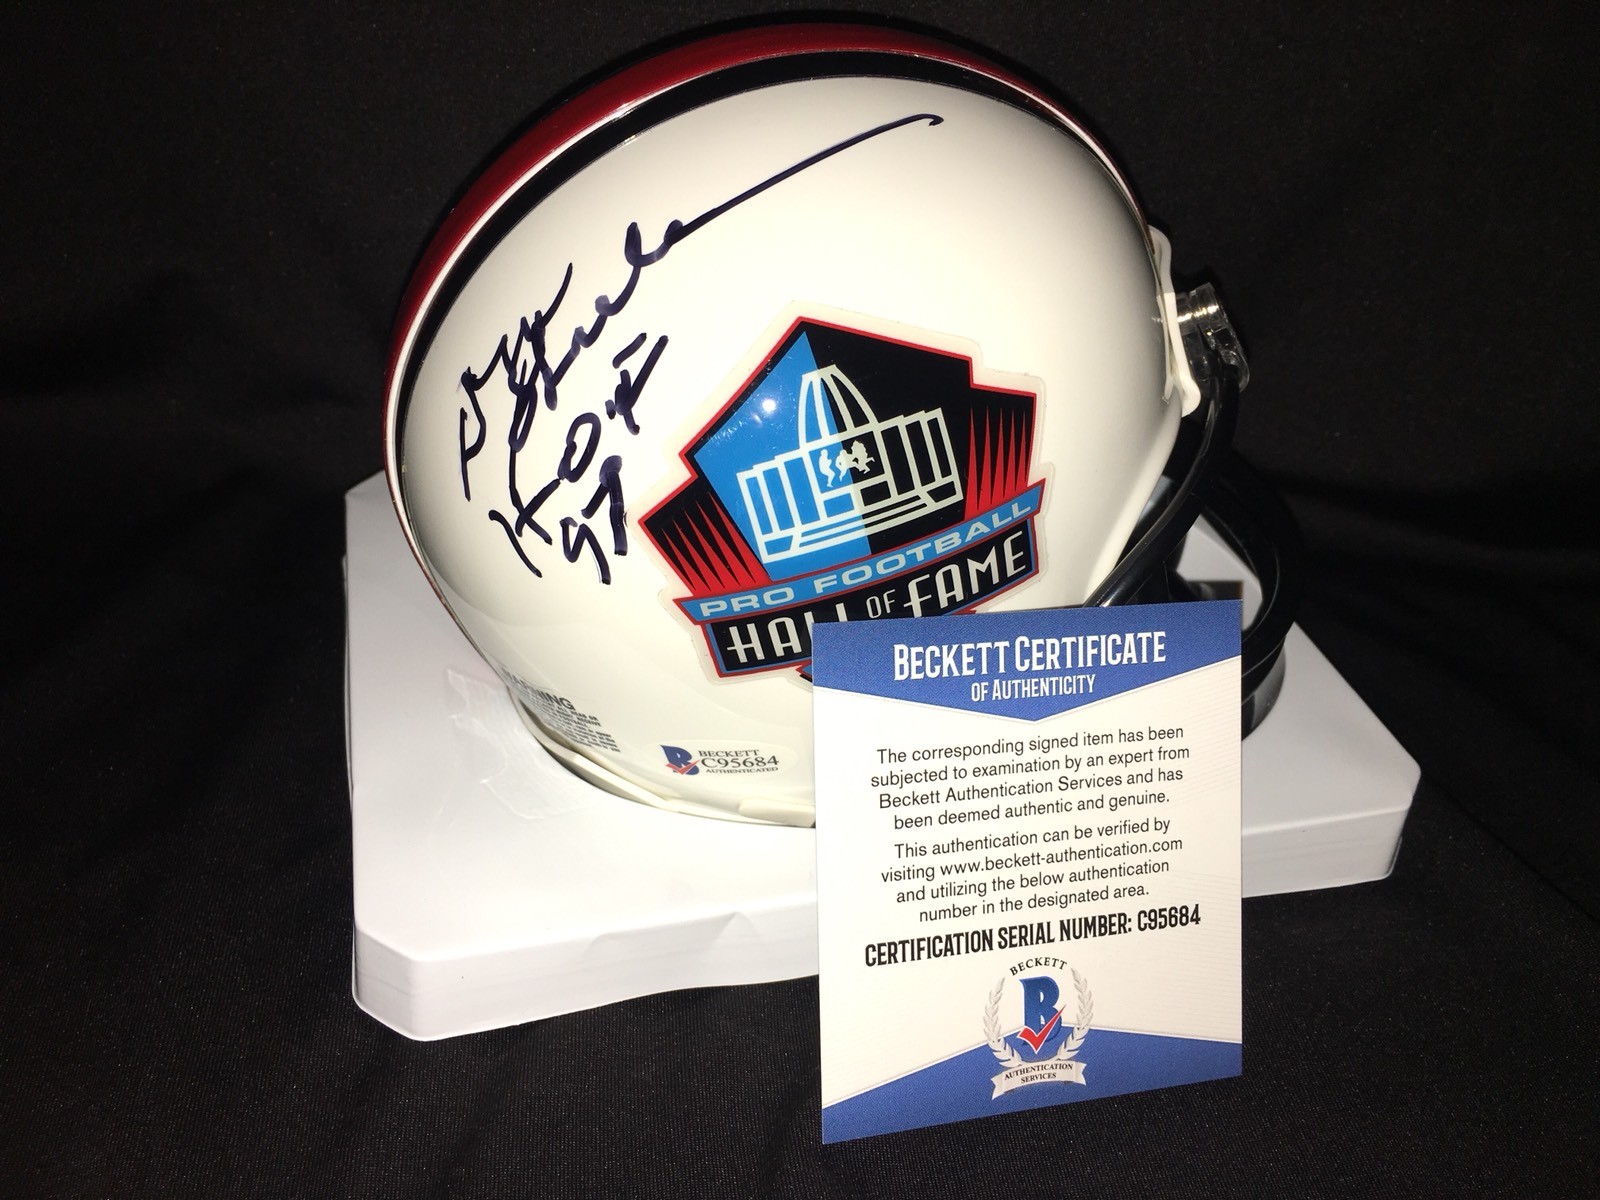 Don Shula
H.O.F.
97
PRO FOOTBALL
HALL OF FAME
WARNING
BECKETT
C95684
AUTHENTICATED
BECKETT CERTIFICATE
OF AUTHENTICITY
The corresponding signed item has been
subjected to examination by an expert from
Beckett Authentication Services and has
been deemed authentic and genuine.
This authentication can be verified by
visiting www.beckett-authentication.com
and utilizing the below authentication
number in the designated area.
CERTIFICATION SERIAL NUMBER: C95684
BECKETT
B
AUTHENTICATION
SERVICES